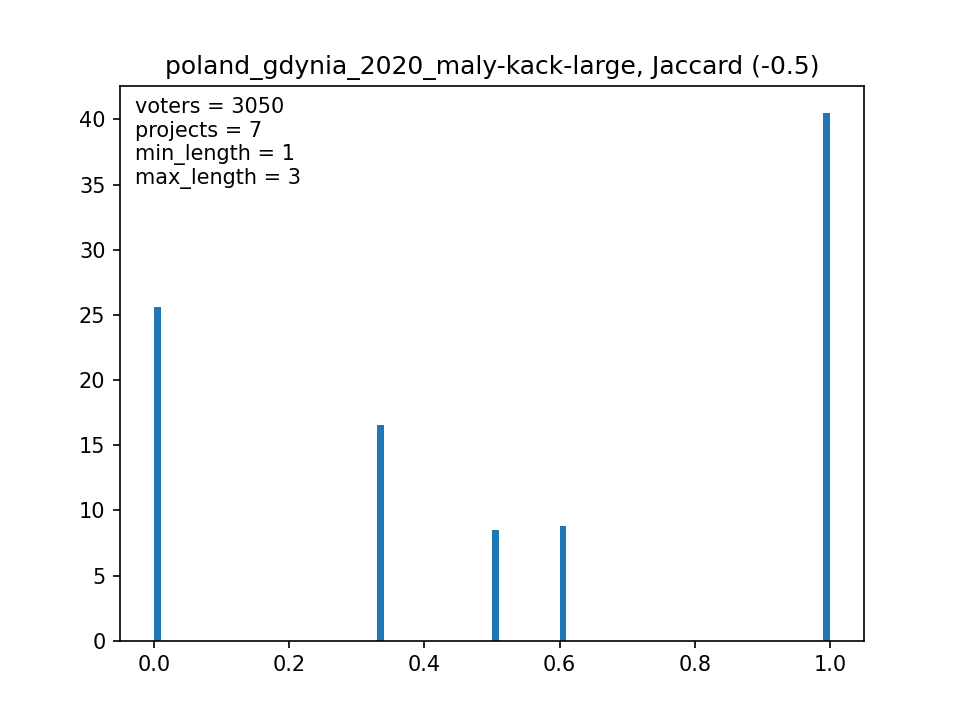 poland_gdynia_2020_maly-kack-large, Jaccard (-0.5)
voters = 3050
projects = 7
min_length = 1
max_length = 3
40
35
30
25
20
15
10
5
0
0.0 0.2 0.4 0.6 0.8 1.0